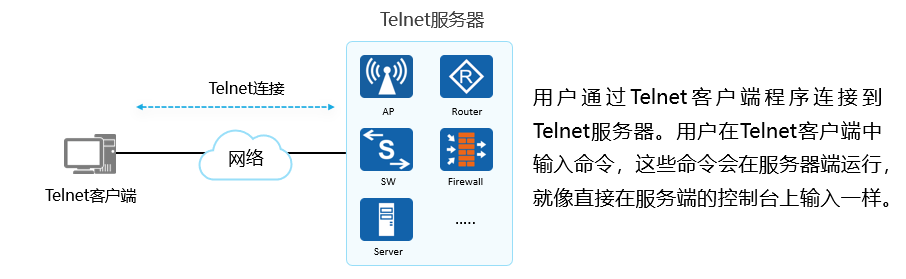 Telnet服务器
Telnet连接
AP
Router
R
网络
S
SW
Firewall
Telnet客户端
Server
.....
用户通过Telnet客户端程序连接到
Telnet服务器。用户在Telnet客户端中
输入命令，这些命令会在服务器端运行，
就像直接在服务端的控制台上输入一样。